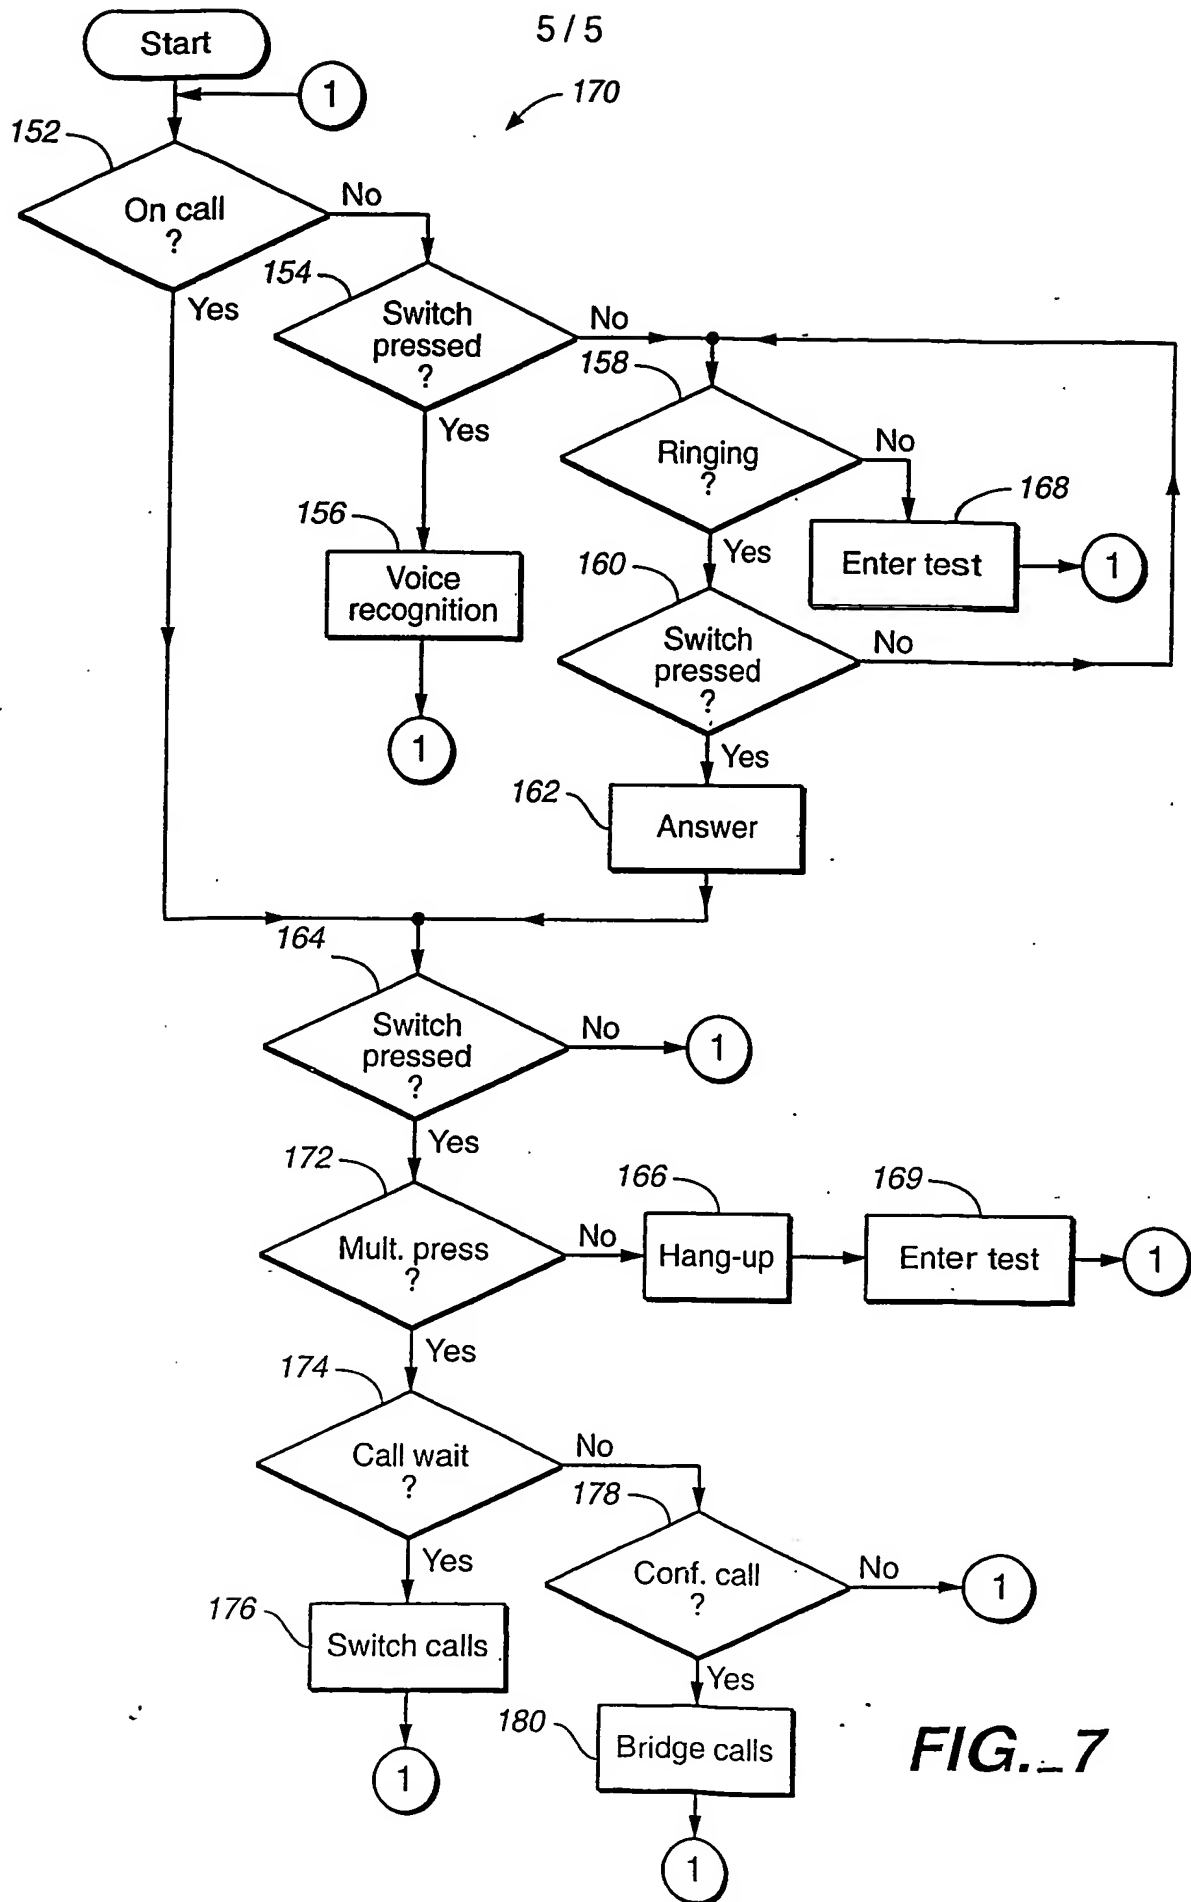 5/5
Start
1
170
152
On call
?
No
Yes
154
Switch
pressed
?
No
Yes
158
Ringing
?
No
Yes
168
Enter test
1
156
Voice
recognition
1
160
Switch
pressed
?
No
Yes
162
Answer
164
Switch
pressed
?
No
1
Yes
172
Mult. press
?
No
166
Hang-up
169
Enter test
1
Yes
174
Call wait
?
No
Yes
178
Conf. call
?
No
1
Yes
176
Switch calls
1
180
Bridge calls
1
FIG._7